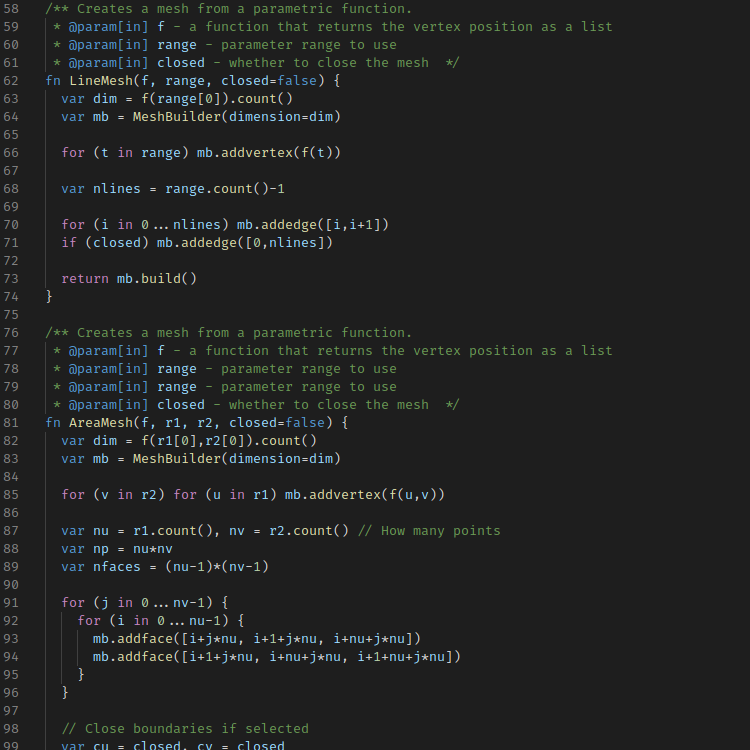 58 /** Creates a mesh from a parametric function.
59 * @param[in] f - a function that returns the vertex position as a list
60 * @param[in] range - parameter range to use
61 * @param[in] closed - whether to close the mesh */
62 fn LineMesh(f, range, closed=false) {
63 var dim = f(range[0]).count()
64 var mb = MeshBuilder(dimension=dim)
65
66 for (t in range) mb.addvertex(f(t))
67
68 var nlines = range.count()-1
69
70 for (i in 0...nlines) mb.addedge([i,i+1])
71 if (closed) mb.addedge([0,nlines])
72
73 return mb.build()
74 }
75
76 /** Creates a mesh from a parametric function.
77 * @param[in] f - a function that returns the vertex position as a list
78 * @param[in] range - parameter range to use
79 * @param[in] range - parameter range to use
80 * @param[in] closed - whether to close the mesh */
81 fn AreaMesh(f, r1, r2, closed=false) {
82 var dim = f(r1[0],r2[0]).count()
83 var mb = MeshBuilder(dimension=dim)
84
85 for (v in r2) for (u in r1) mb.addvertex(f(u,v))
86
87 var nu = r1.count(), nv = r2.count() // How many points
88 var np = nu*nv
89 var nfaces = (nu-1)*(nv-1)
90
91 for (j in 0...nv-1) {
92 for (i in 0...nu-1) {
93 mb.addface([i+j*nu, i+1+j*nu, i+nu+j*nu])
94 mb.addface([i+1+j*nu, i+nu+j*nu, i+1+nu+j*nu])
95 }
96 }
97
98 // Close boundaries if selected
99 var cu = closed, cv = closed